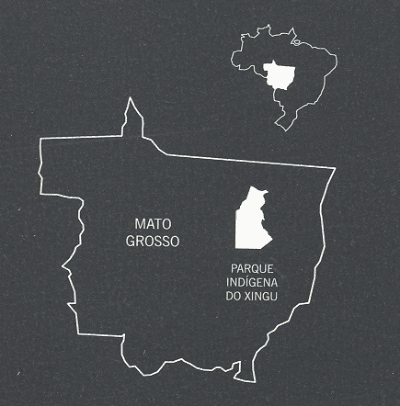 MATO
GROSSO
PARQUE
INDÍGENA
DO XINGU